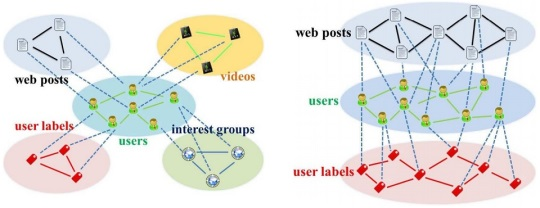 web posts
videos
user labels
users
interest groups
web posts
users
user labels